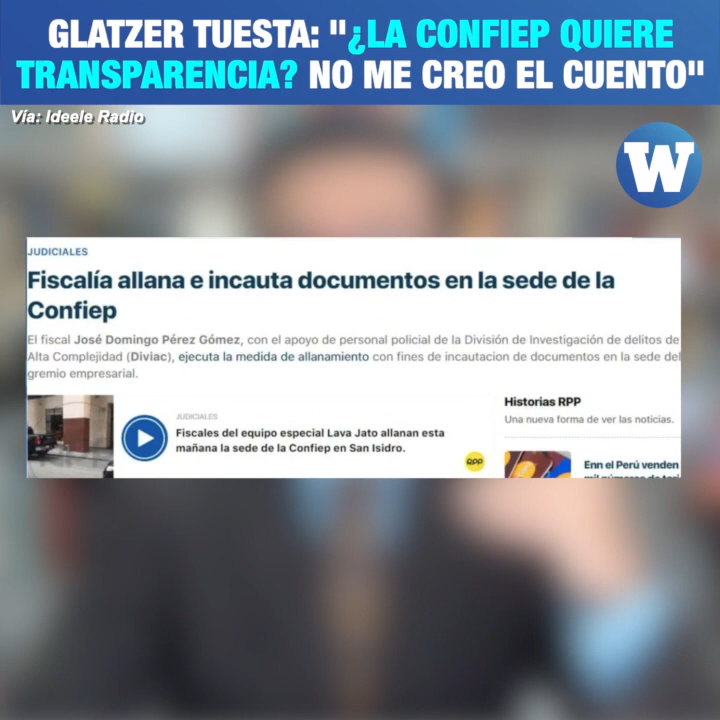 GLATZER TUESTA: "¿LA CONFIEP QUIERE
TRANSPARENCIA? NO ME CREO EL CUENTO"
Vía: Ideele Radio
W
JUDICIALES
Fiscalía allana e incauta documentos en la sede de la
Confiep
El fiscal José Domingo Pérez Gómez, con el apoyo de personal policial de la División de Investigación de delitos de
Alta Complejidad (Diviac), ejecuta la medida de allanamiento con fines de incautacion de documentos en la sede del
gremio empresarial.
JUDICIALES
Fiscales del equipo especial Lava Jato allanan esta
mañana la sede de la Confiep en San Isidro.
RPP
Historias RPP
Una nueva forma de ver las noticias.
Enn el Perú venden